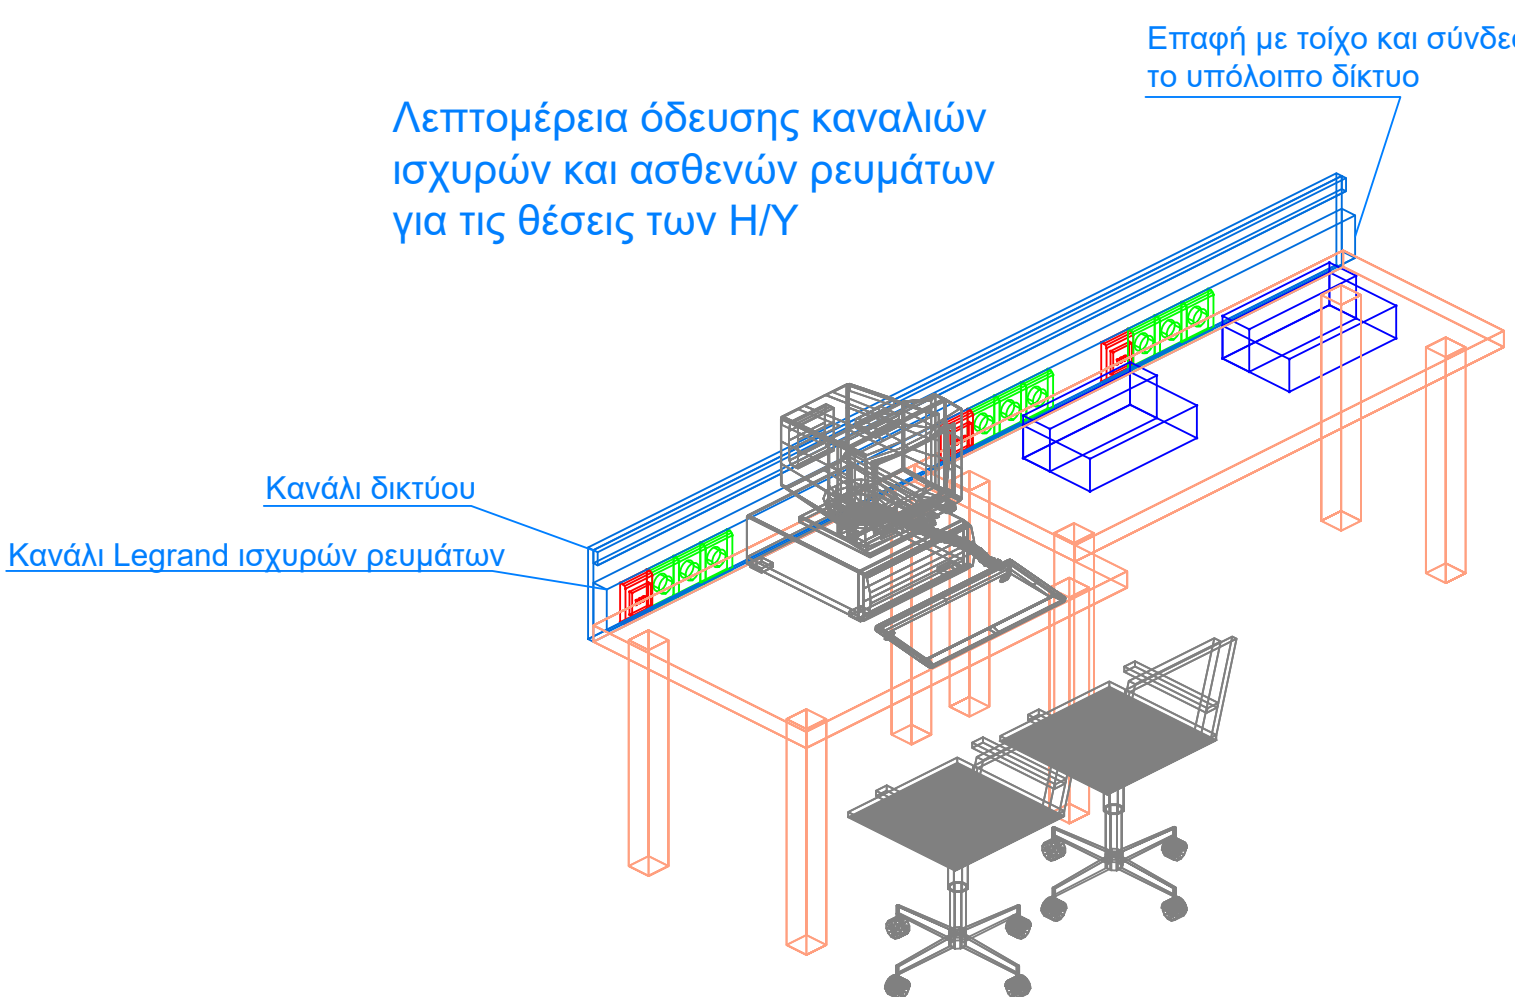 Επαφή με τοίχο και
το υπόλοιπο δίκτυο
Λεπτομέρεια όδευσης καναλιών
ισχυρών και ασθενών ρευμάτων
για τις θέσεις των Η/Υ
Κανάλι δικτύου
Κανάλι Legrand ισχυρών ρευμάτων